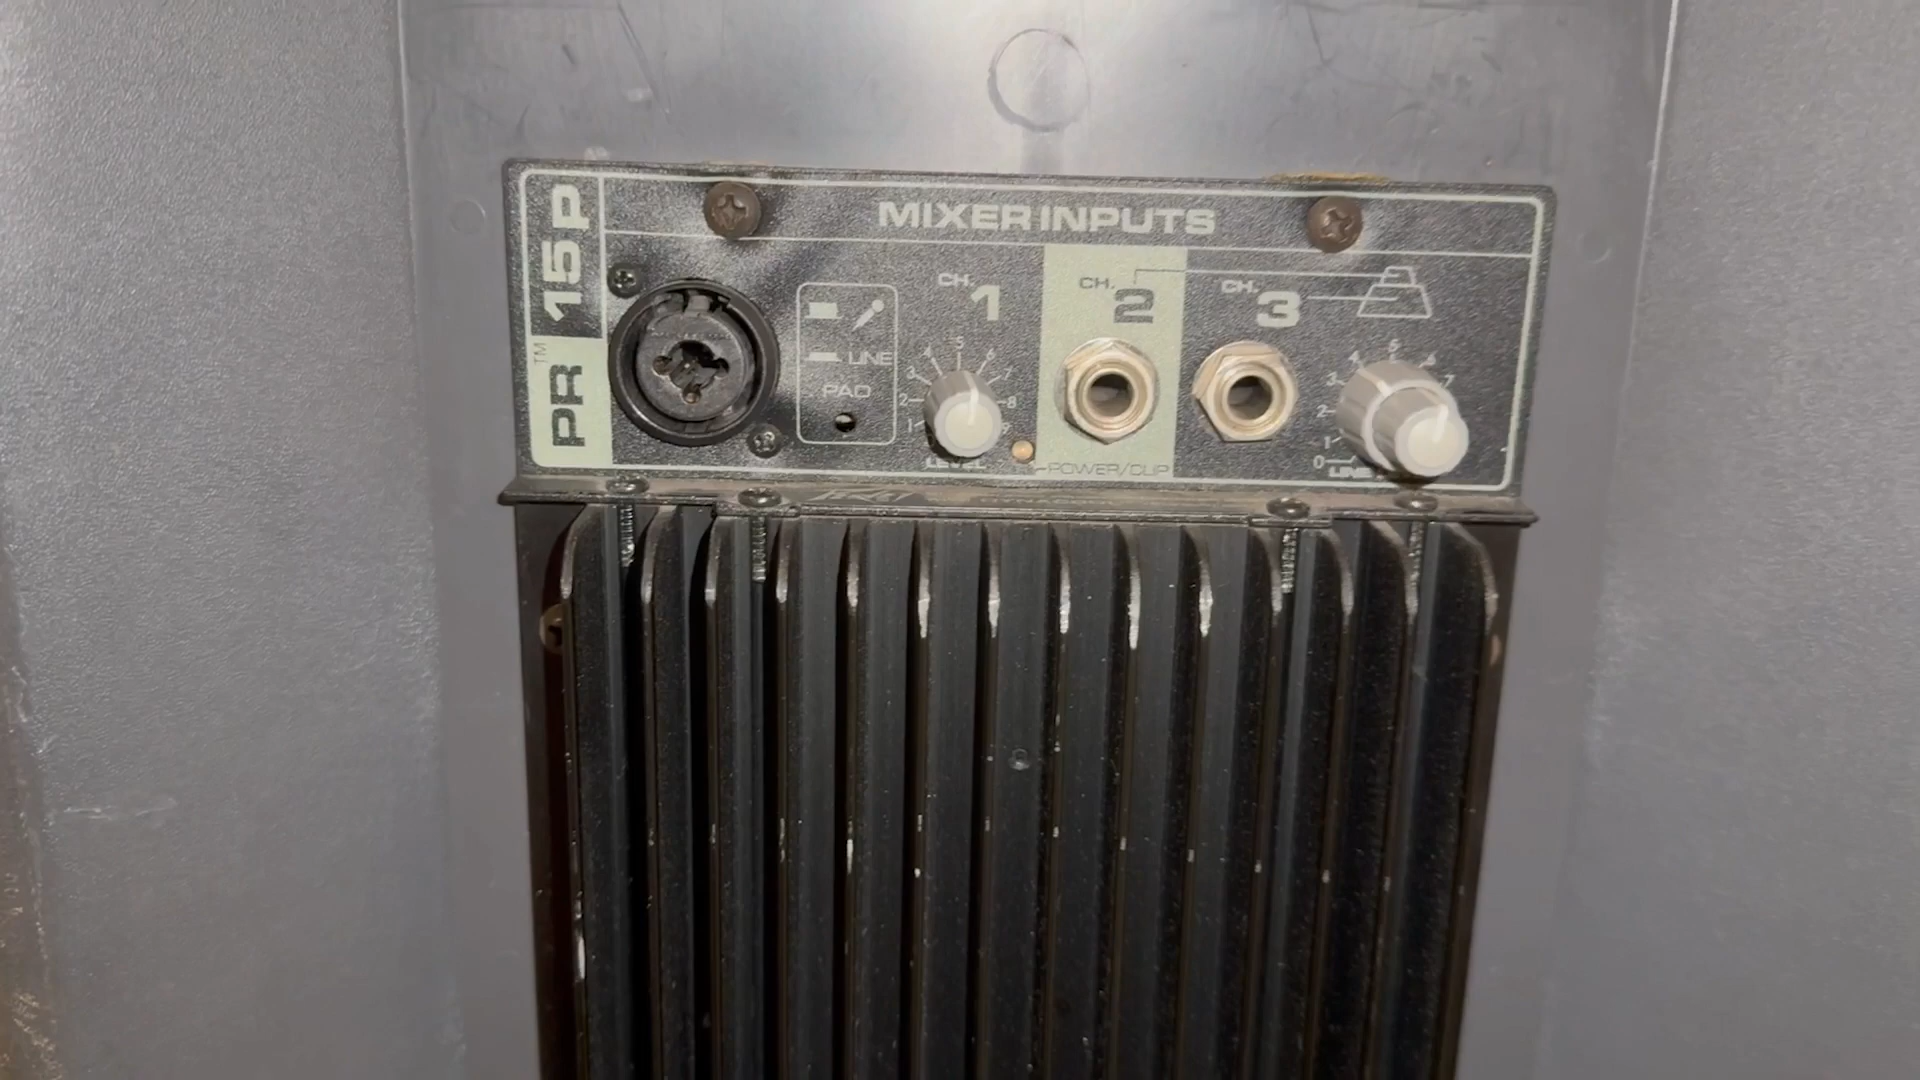 PR™ 15P
MIXER INPUTS
CH. 1
CH. 2
CH. 3
LINE
PAD
1 2 3 4 5 6 7 8
LEVEL
POWER/CLIP
0 1 2 3 4 5 6 7
PEAVEY